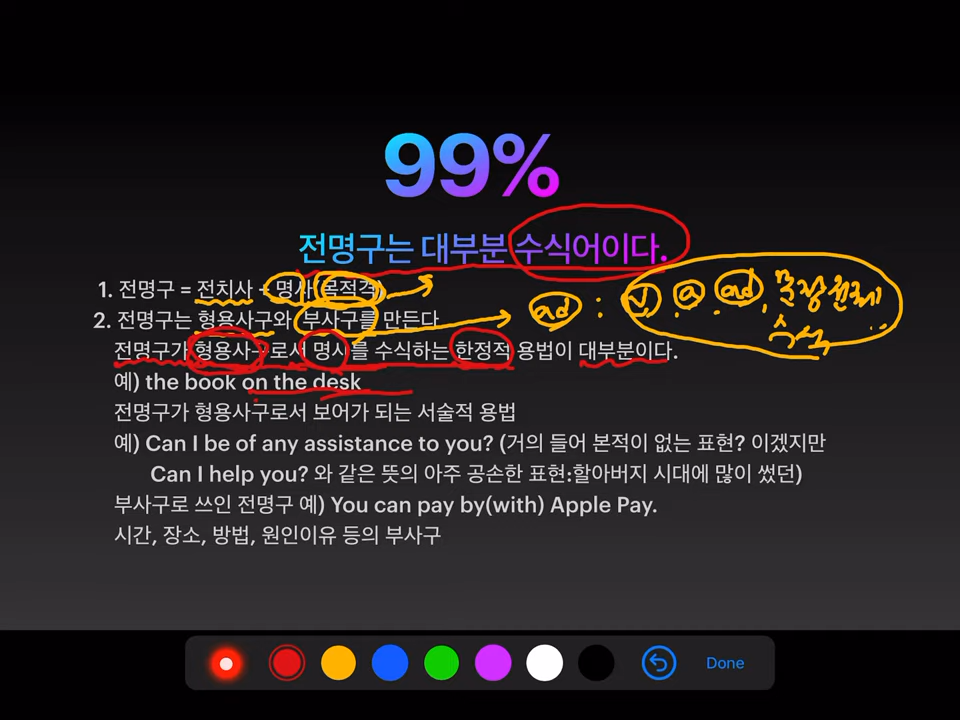 99%
전명구는 대부분 수식어이다.
1. 전명구 = 전치사 + 명사(목적격)
2. 전명구는 형용사구와 부사구를 만든다
ad : v, a, ad, 문장전체
수식
전명구가 형용사구로서 명사를 수식하는 한정적 용법이 대부분이다.
예) the book on the desk
전명구가 형용사구로서 보어가 되는 서술적 용법
예) Can I be of any assistance to you? (거의 들어 본적이 없는 표현? 이겠지만
Can I help you? 와 같은 뜻의 아주 공손한 표현:할아버지 시대에 많이 썼던)
부사구로 쓰인 전명구 예) You can pay by(with) Apple Pay.
시간, 장소, 방법, 원인이유 등의 부사구
Done